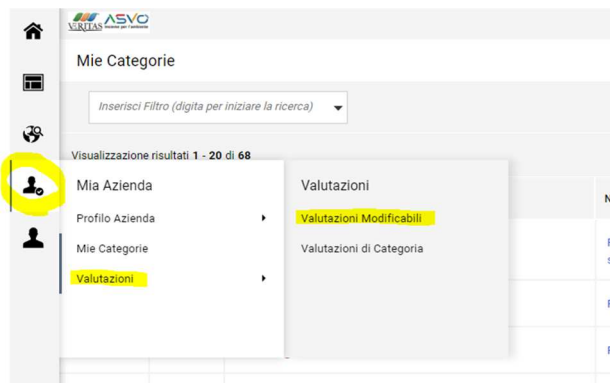 VERITAS ASVO
Mie Categorie
Inserisci Filtro (digita per iniziare la ricerca)
Visualizzazione risultati 1 - 20 di 68
Mia Azienda
Profilo Azienda
Mie Categorie
Valutazioni
Valutazioni
Valutazioni Modificabili
Valutazioni di Categoria
N